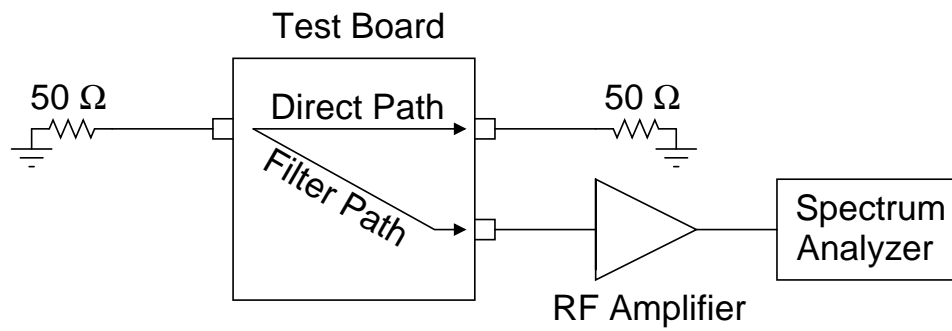 Test Board
50 Ω
Direct Path
50 Ω
Filter Path
Spectrum
Analyzer
RF Amplifier